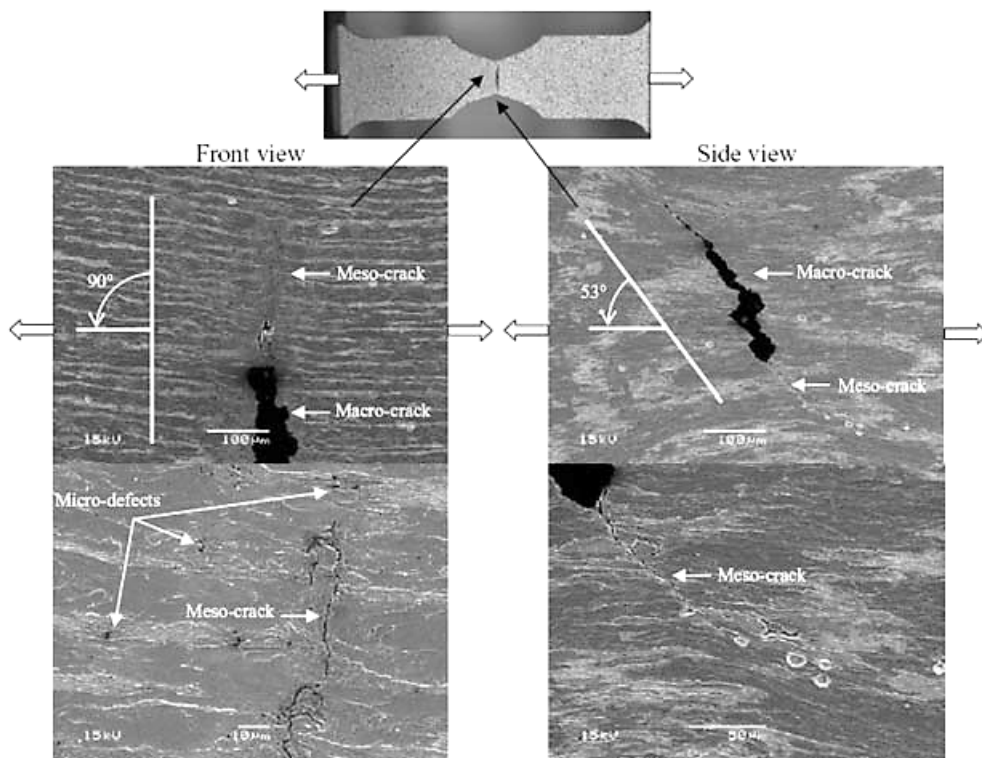 Front view
Side view
90°
Meso-crack
Macro-crack
15kU
100µm
Macro-crack
53°
Meso-crack
15kU
100µm
Micro-defects
Meso-crack
15kU
10µm
Meso-crack
15kU
50µm